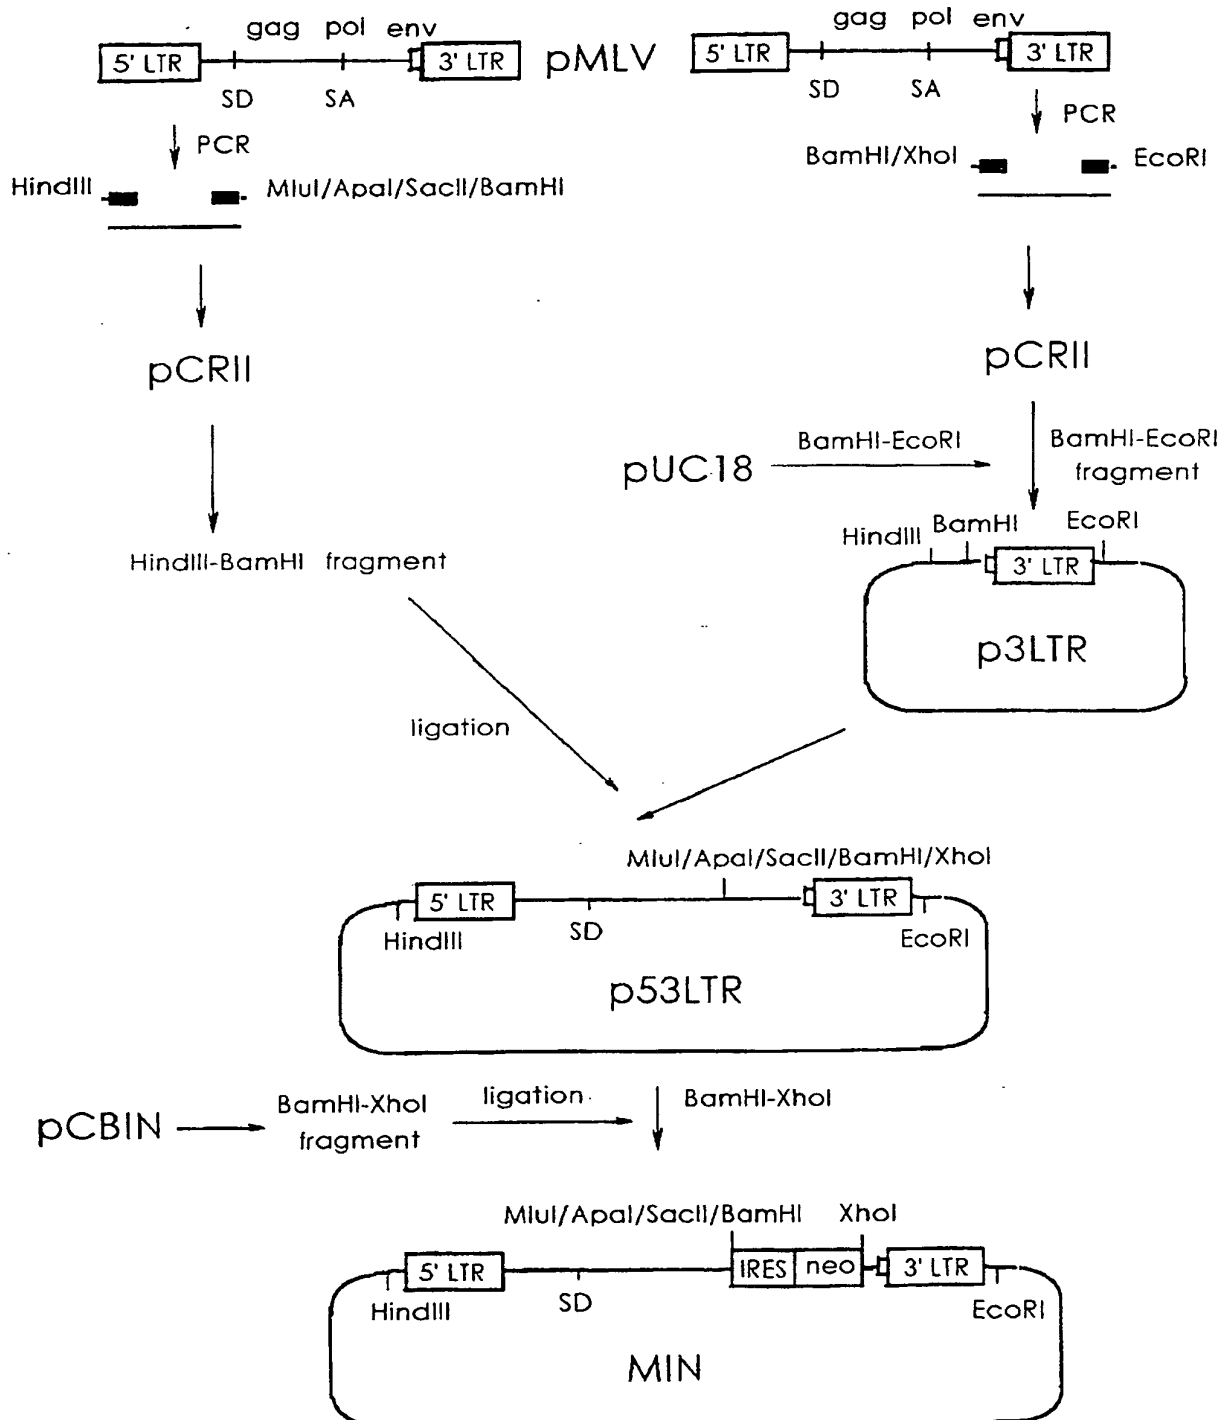 gag pol env
gag pol env
5' LTR
3' LTR
pMLV
5' LTR
3' LTR
SD
SA
SD
SA
PCR
PCR
HindIII
MluI/ApaI/SacII/BamHI
BamHI/XhoI
EcoRI
pCRII
pCRII
pUC18
BamHI-EcoRI
BamHI-EcoRI
fragment
HindIII-BamHI fragment
HindIII
BamHI
EcoRI
3' LTR
p3LTR
ligation
MluI/ApaI/SacII/BamHI/XhoI
5' LTR
3' LTR
HindIII
SD
EcoRI
p53LTR
pCBIN
BamHI-XhoI
fragment
ligation
BamHI-XhoI
MluI/ApaI/SacII/BamHI
XhoI
5' LTR
IRES
neo
3' LTR
HindIII
SD
EcoRI
MIN